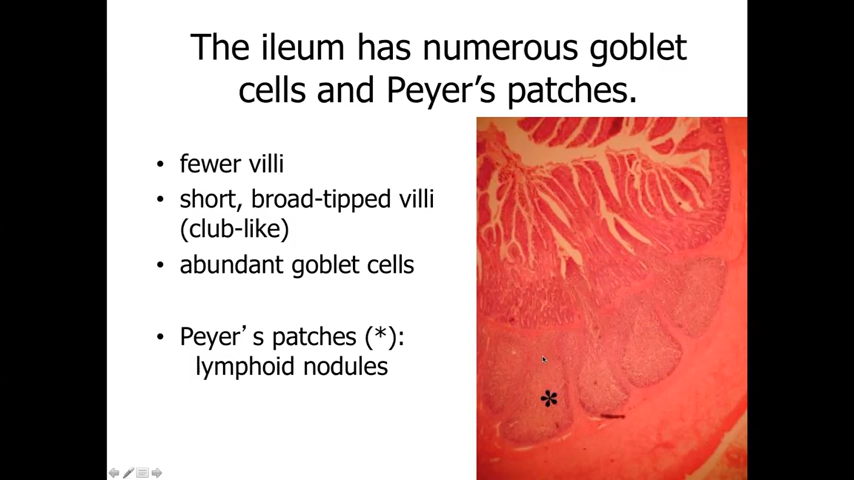 The ileum has numerous goblet
cells and Peyer’s patches.
• fewer villi
• short, broad-tipped villi
(club-like)
• abundant goblet cells
• Peyer’s patches (*):
lymphoid nodules
*